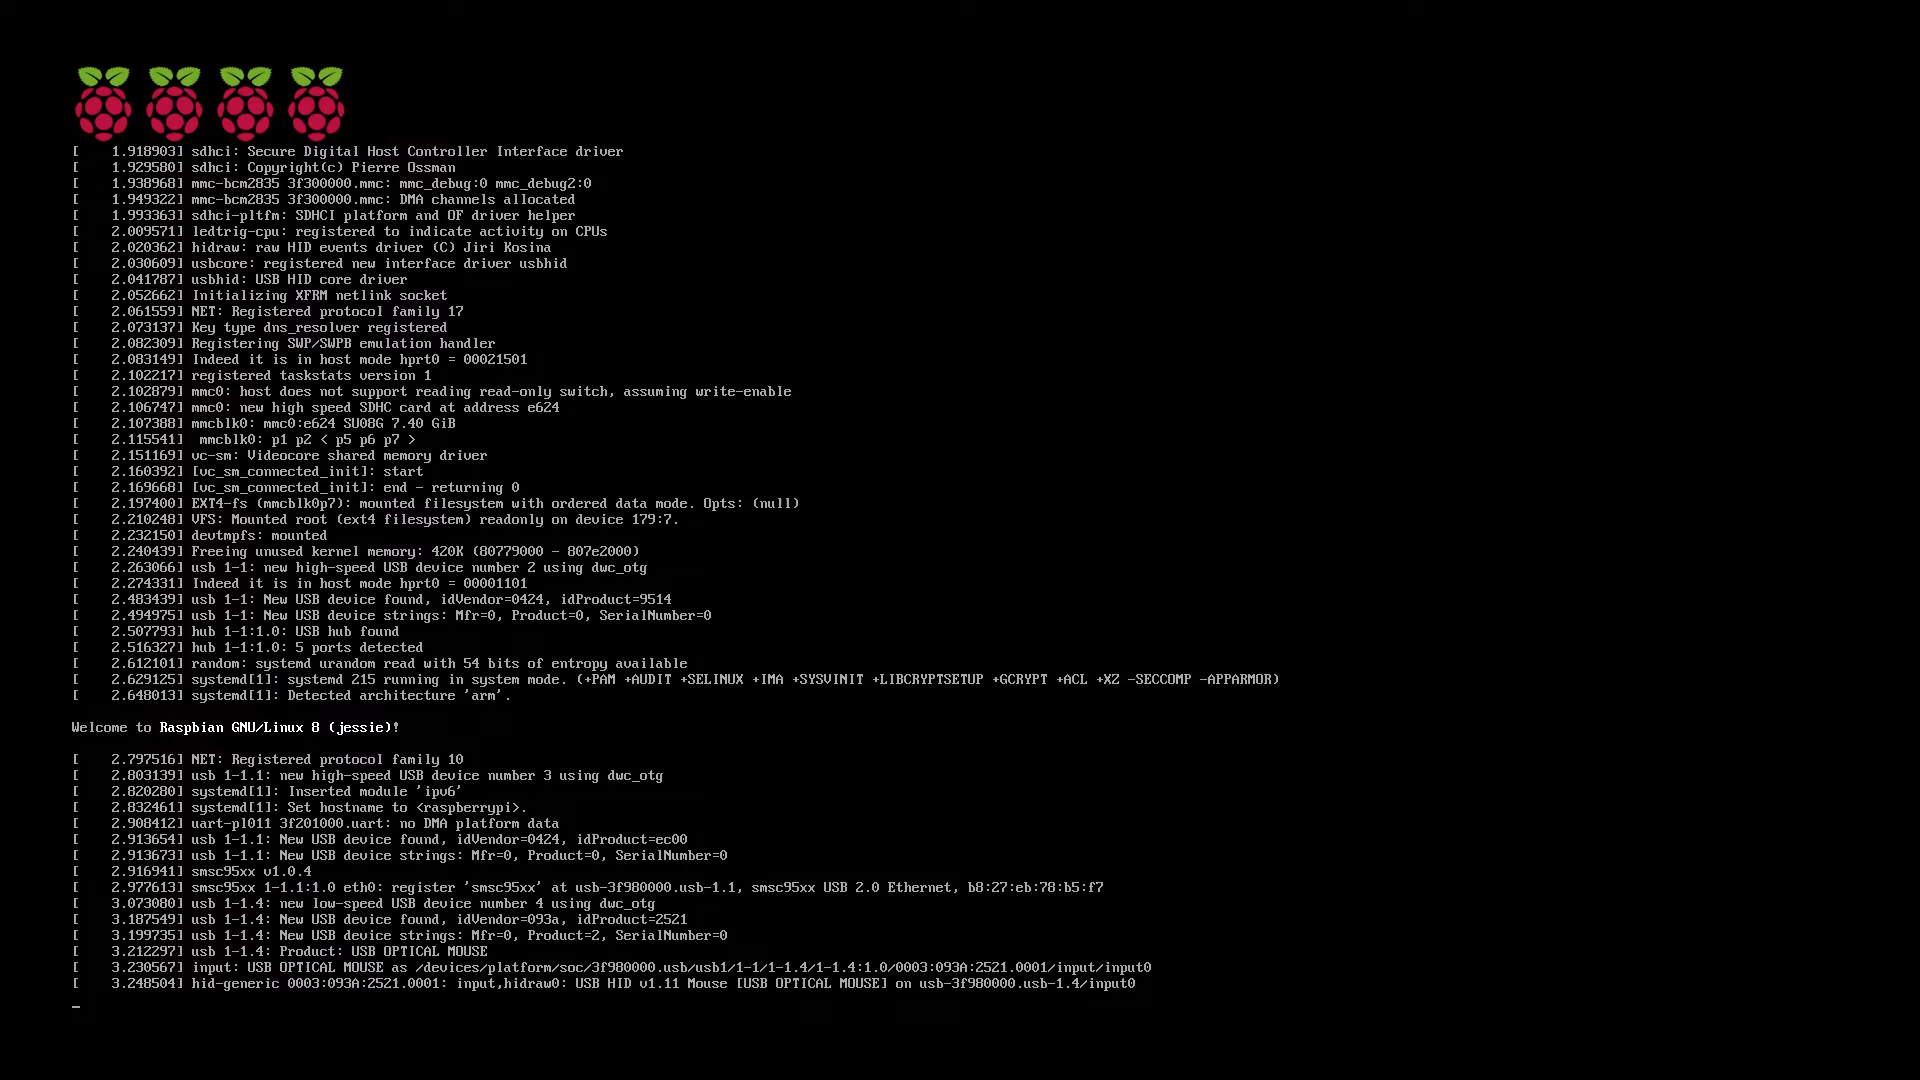 [    1.918903] sdhci: Secure Digital Host Controller Interface driver
[    1.929580] sdhci: Copyright(c) Pierre Ossman
[    1.938968] mmc-bcm2835 3f300000.mmc: mmc_debug:0 mmc_debug2:0
[    1.949322] mmc-bcm2835 3f300000.mmc: DMA channels allocated
[    1.993363] sdhci-pltfm: SDHCI platform and OF driver helper
[    2.009571] ledtrig-cpu: registered to indicate activity on CPUs
[    2.020362] hidraw: raw HID events driver (C) Jiri Kosina
[    2.030609] usbcore: registered new interface driver usbhid
[    2.041787] usbhid: USB HID core driver
[    2.052662] Initializing XFRM netlink socket
[    2.061559] NET: Registered protocol family 17
[    2.073137] Key type dns_resolver registered
[    2.082309] Registering SWP/SWPB emulation handler
[    2.083149] Indeed it is in host mode hprt0 = 00021501
[    2.102217] registered taskstats version 1
[    2.102879] mmc0: host does not support reading read-only switch, assuming write-enable
[    2.106747] mmc0: new high speed SDHC card at address e624
[    2.107388] mmcblk0: mmc0:e624 SU08G 7.40 GiB
[    2.115541]  mmcblk0: p1 p2 < p5 p6 p7 >
[    2.151169] vc-sm: Videocore shared memory driver
[    2.160392] [vc_sm_connected_init]: start
[    2.169668] [vc_sm_connected_init]: end - returning 0
[    2.197400] EXT4-fs (mmcblk0p7): mounted filesystem with ordered data mode. Opts: (null)
[    2.210248] VFS: Mounted root (ext4 filesystem) readonly on device 179:7.
[    2.232150] devtmpfs: mounted
[    2.240439] Freeing unused kernel memory: 420K (80779000 - 807e2000)
[    2.263066] usb 1-1: new high-speed USB device number 2 using dwc_otg
[    2.274331] Indeed it is in host mode hprt0 = 00001101
[    2.483439] usb 1-1: New USB device found, idVendor=0424, idProduct=9514
[    2.494975] usb 1-1: New USB device strings: Mfr=0, Product=0, SerialNumber=0
[    2.507793] hub 1-1:1.0: USB hub found
[    2.516327] hub 1-1:1.0: 5 ports detected
[    2.612101] random: systemd urandom read with 54 bits of entropy available
[    2.629125] systemd[1]: systemd 215 running in system mode. (+PAM +AUDIT +SELINUX +IMA +SYSVINIT +LIBCRYPTSETUP +GCRYPT +ACL +XZ -SECCOMP -APPARMOR)
[    2.648013] systemd[1]: Detected architecture 'arm'.
Welcome to Raspbian GNU/Linux 8 (jessie)!
[    2.797516] NET: Registered protocol family 10
[    2.803139] usb 1-1.1: new high-speed USB device number 3 using dwc_otg
[    2.820280] systemd[1]: Inserted module 'ipv6'
[    2.832461] systemd[1]: Set hostname to <raspberrypi>.
[    2.908412] uart-pl011 3f201000.uart: no DMA platform data
[    2.913654] usb 1-1.1: New USB device found, idVendor=0424, idProduct=ec00
[    2.913673] usb 1-1.1: New USB device strings: Mfr=0, Product=0, SerialNumber=0
[    2.916941] smsc95xx v1.0.4
[    2.977613] smsc95xx 1-1.1:1.0 eth0: register 'smsc95xx' at usb-3f980000.usb-1.1, smsc95xx USB 2.0 Ethernet, b8:27:eb:78:b5:f7
[    3.073080] usb 1-1.4: new low-speed USB device number 4 using dwc_otg
[    3.187549] usb 1-1.4: New USB device found, idVendor=093a, idProduct=2521
[    3.199735] usb 1-1.4: New USB device strings: Mfr=0, Product=2, SerialNumber=0
[    3.212297] usb 1-1.4: Product: USB OPTICAL MOUSE
[    3.230567] input: USB OPTICAL MOUSE as /devices/platform/soc/3f980000.usb/usb1/1-1/1-1.4/1-1.4:1.0/0003:093A:2521.0001/input/input0
[    3.248504] hid-generic 0003:093A:2521.0001: input,hidraw0: USB HID v1.11 Mouse [USB OPTICAL MOUSE] on usb-3f980000.usb-1.4/input0
_